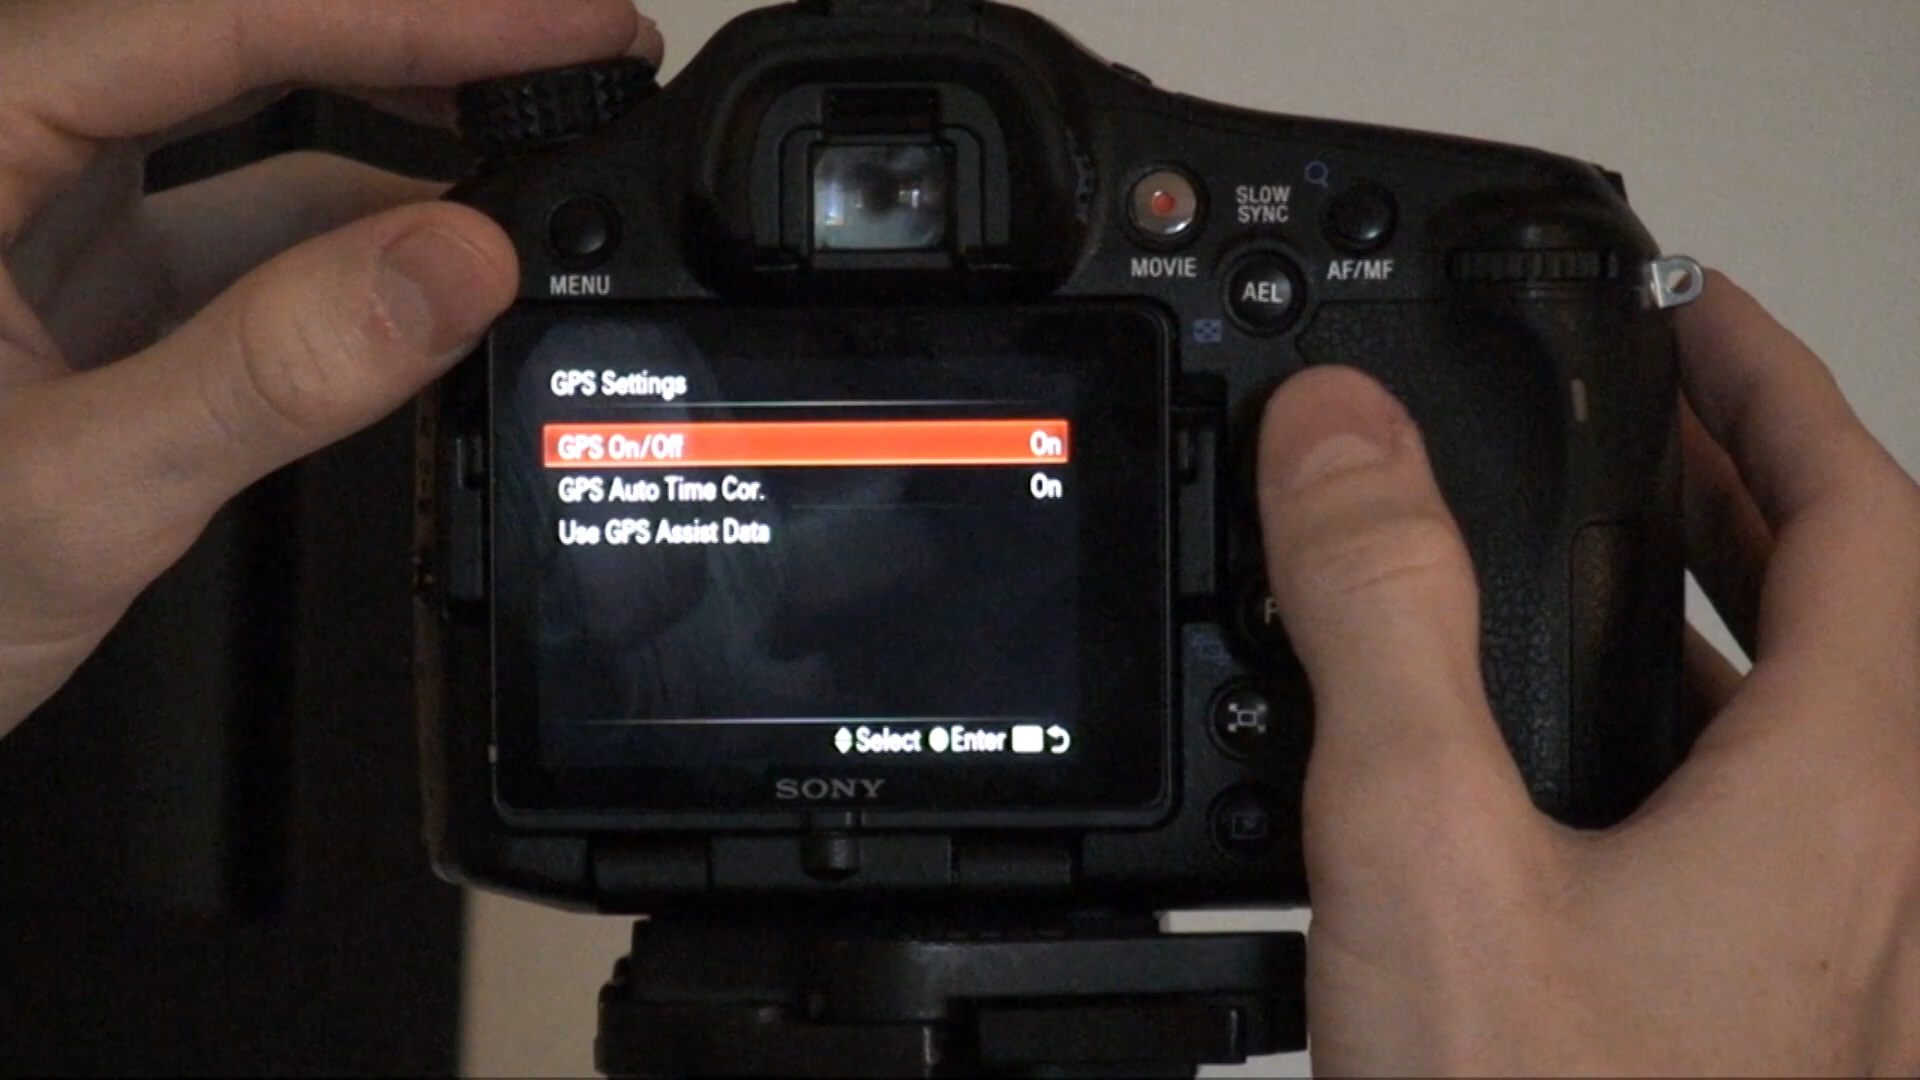 SLOW
SYNC
MOVIE
AF/MF
MENU
AEL
GPS Settings
GPS On/Off On
GPS Auto Time Cor. On
Use GPS Assist Data
Select Enter
SONY